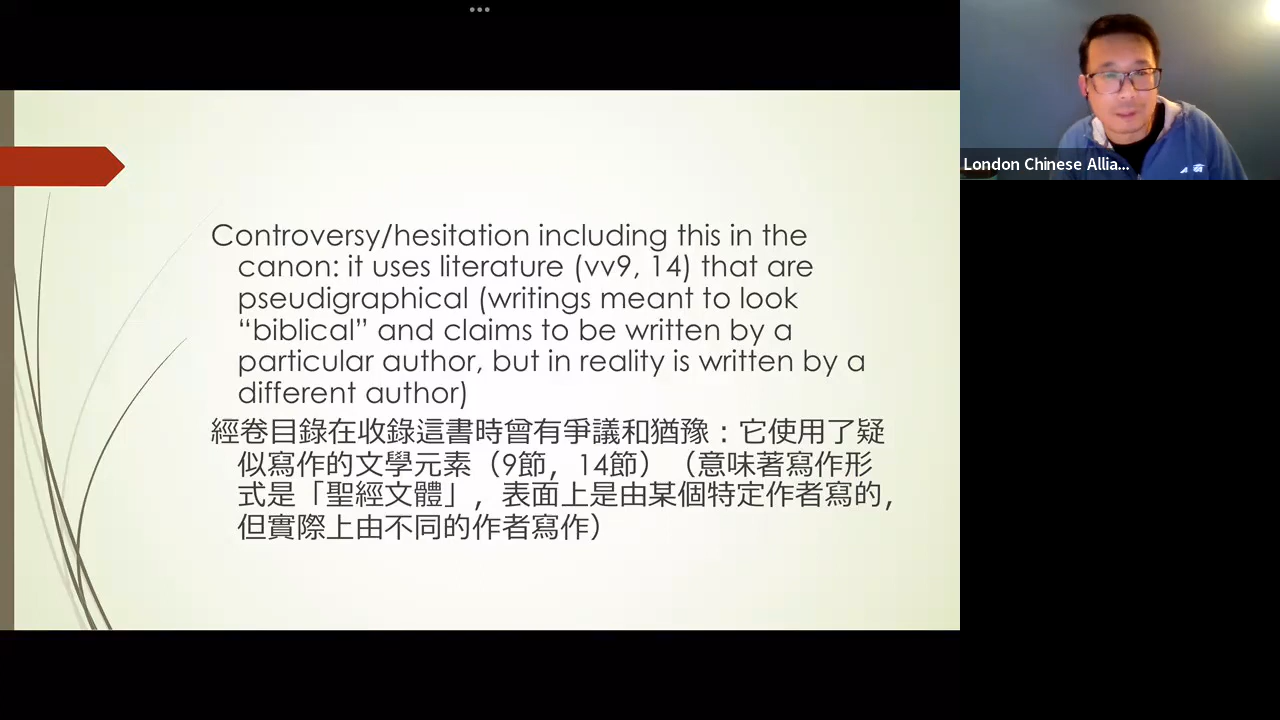 Controversy/hesitation including this in the
canon: it uses literature (vv9, 14) that are
pseudigraphical (writings meant to look
“biblical” and claims to be written by a
particular author, but in reality is written by a
different author)
經卷目錄在收錄這書時曾有爭議和猶豫：它使用了疑
似寫作的文學元素（9節，14節）（意味著寫作形
式是「聖經文體」，表面上是由某個特定作者寫的，
但實際上由不同的作者寫作）
London Chinese Allia...